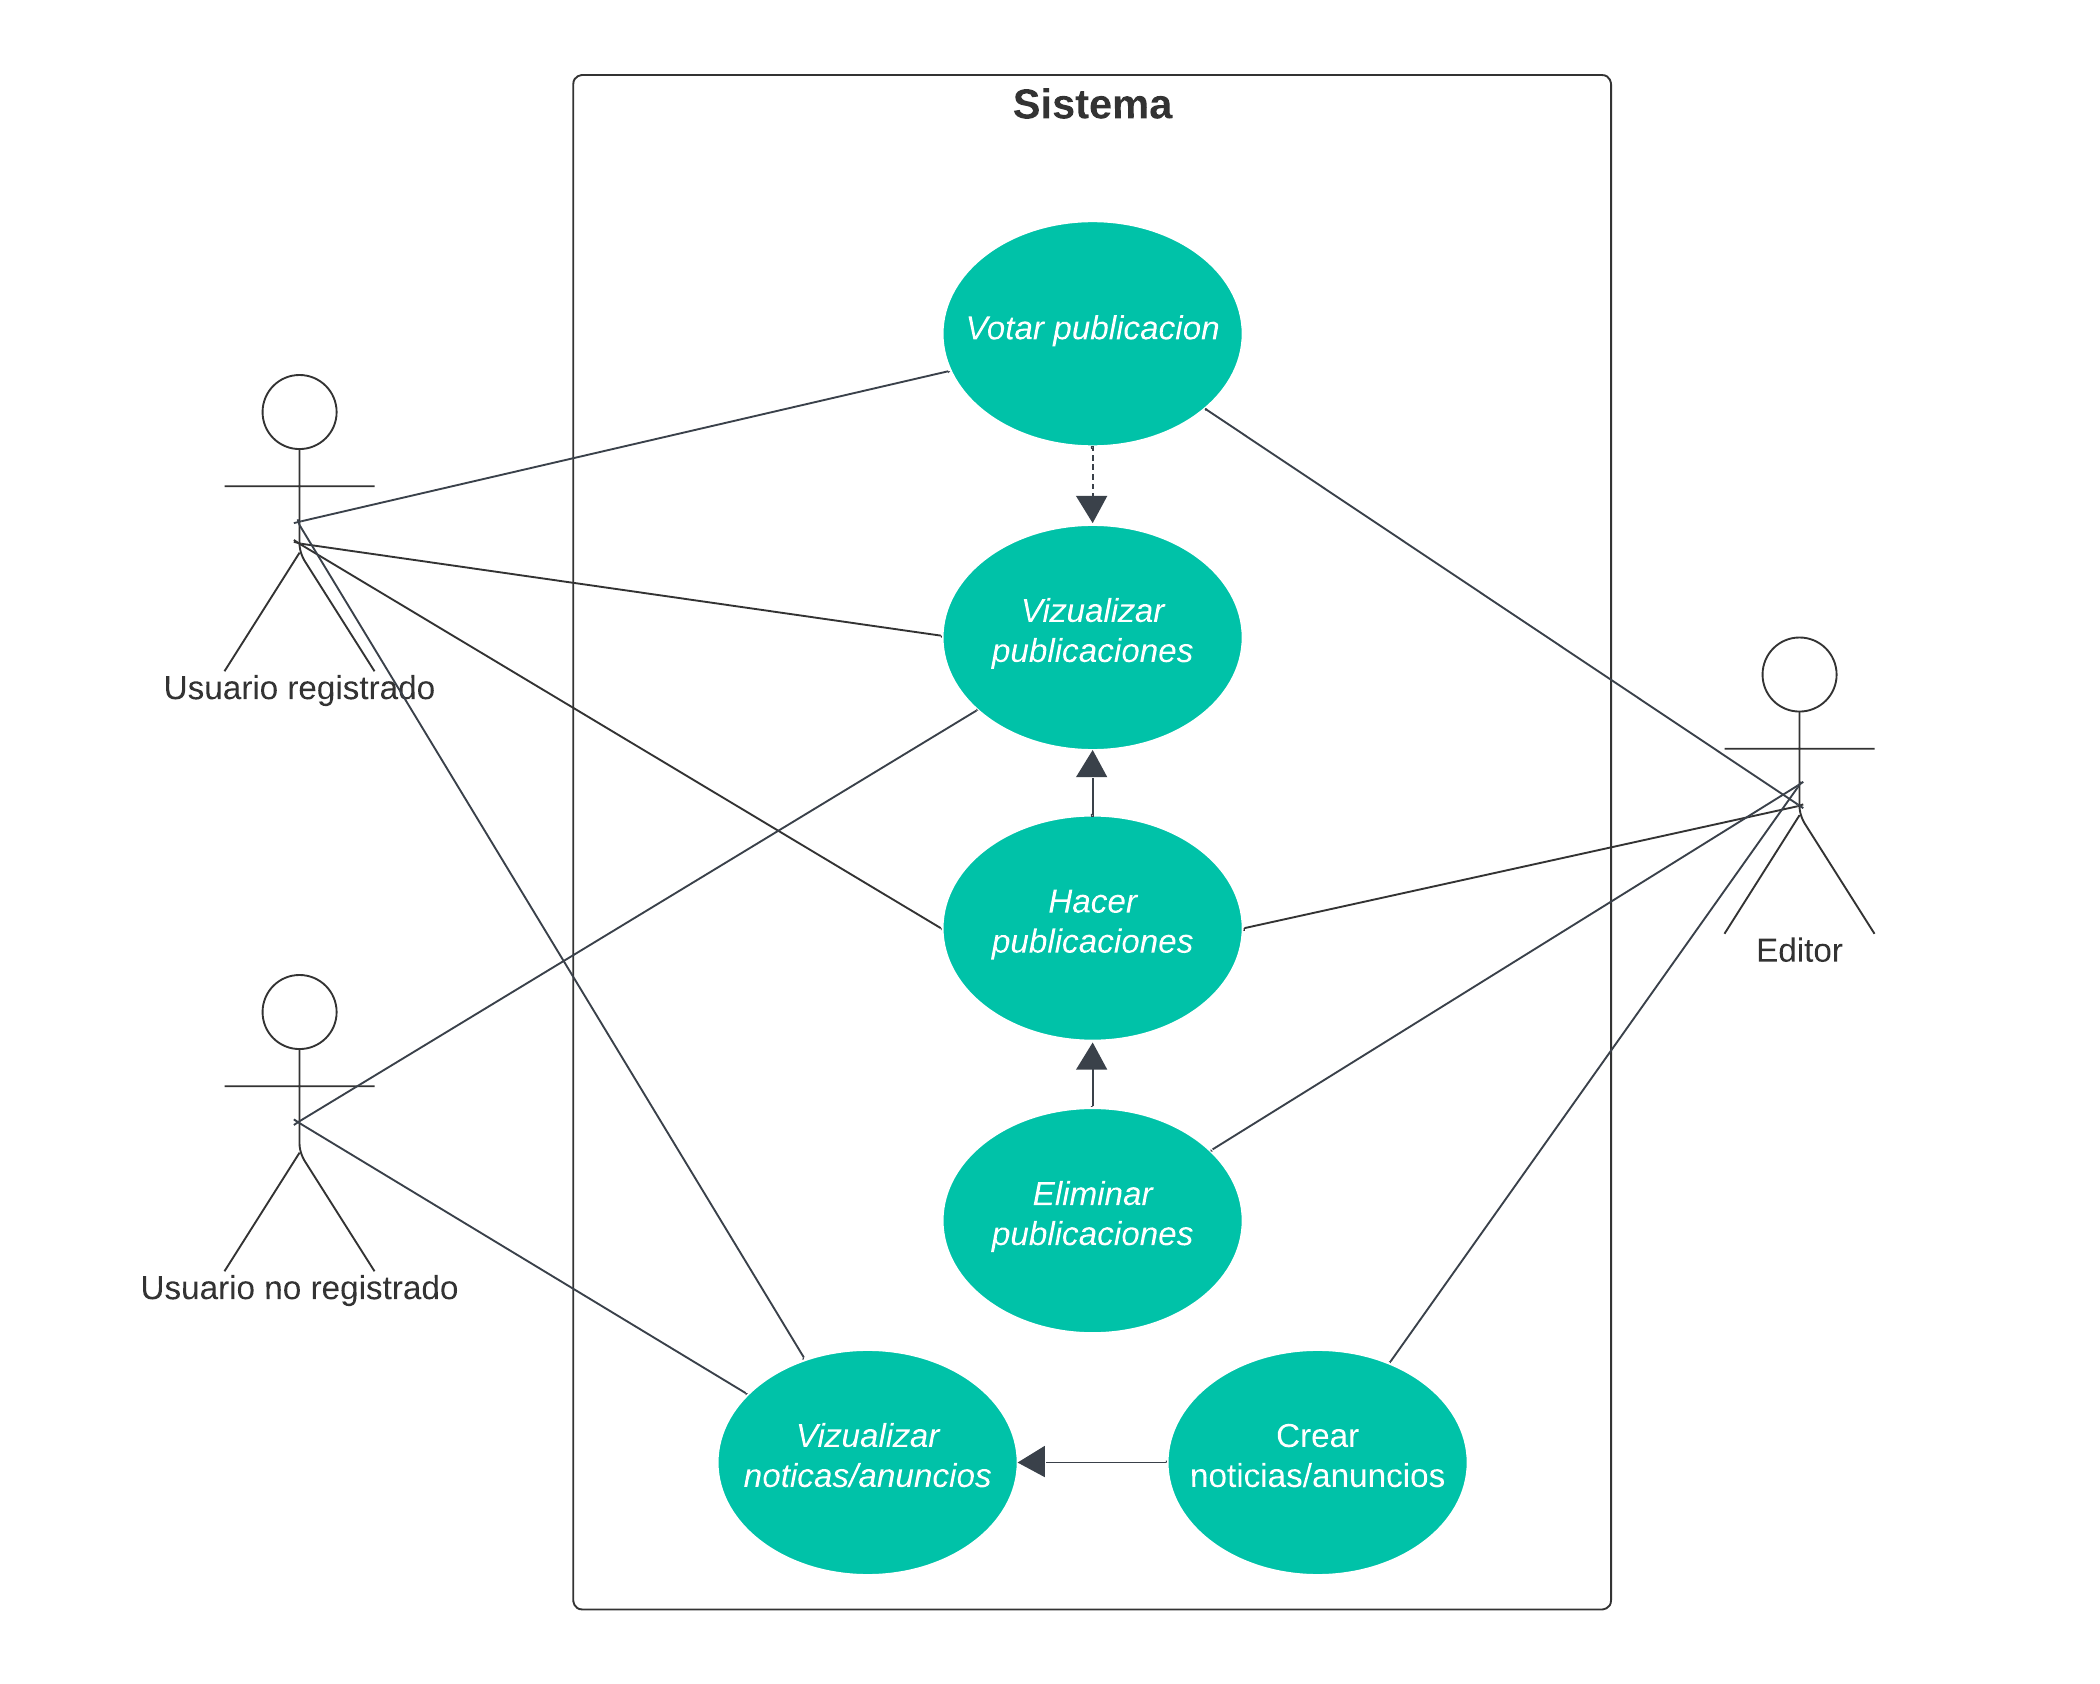 Sistema
Votar publicacion
Vizualizar
publicaciones
Usuario registrado
Hacer
publicaciones
Editor
Eliminar
publicaciones
Usuario no registrado
Vizualizar
noticas/anuncios
Crear
noticias/anuncios